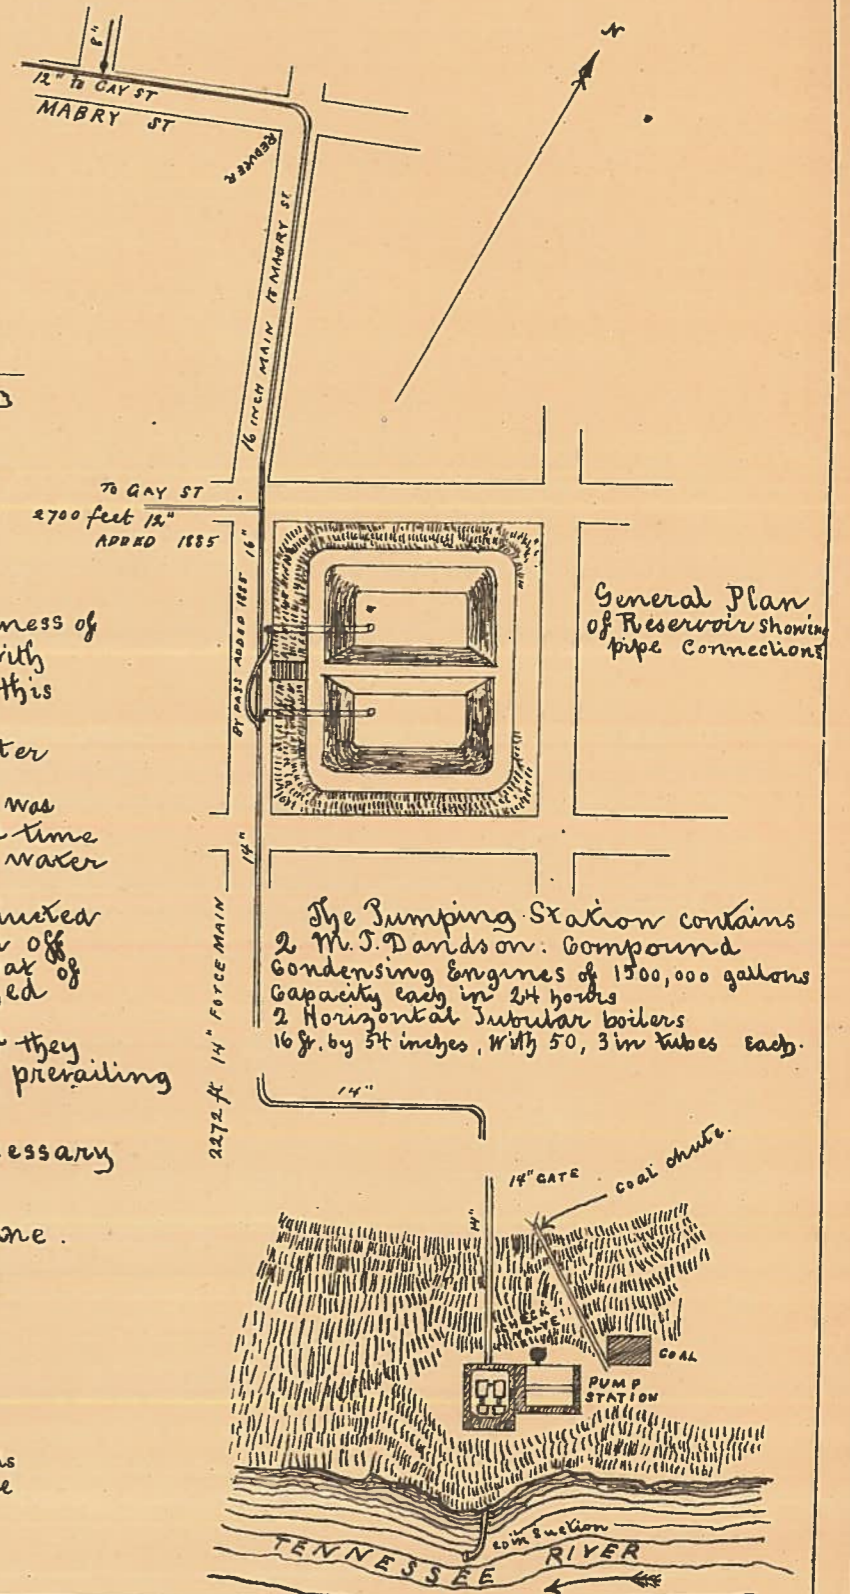 N
8"
12" to GAY ST
MABRY ST
REDUCER
16 INCH MAIN to MABRY ST.
To GAY ST
2700 feet 12"
ADDED 1885
16"
BY PASS ADDED 1885
General Plan
of Reservoir showing
pipe Connections
ness of
with
this
ter
was
time
water
ructed
off
at of
ed
they
prevailing
essary
ne.
14"
2272 ft 14" FORCE MAIN
The Pumping Station contains
2 M. T. Davidson. Compound
Condensing Engines of 1500,000 gallons
Capacity each in 24 hours
2 Horizontal Tubular boilers
16 ft. by 54 inches, With 50, 3 in tubes each.
14"
14" GATE
coal chute.
14"
CHECK
VALVE
COAL
PUMP
STATION
20 in Suction
TENNESSEE RIVER